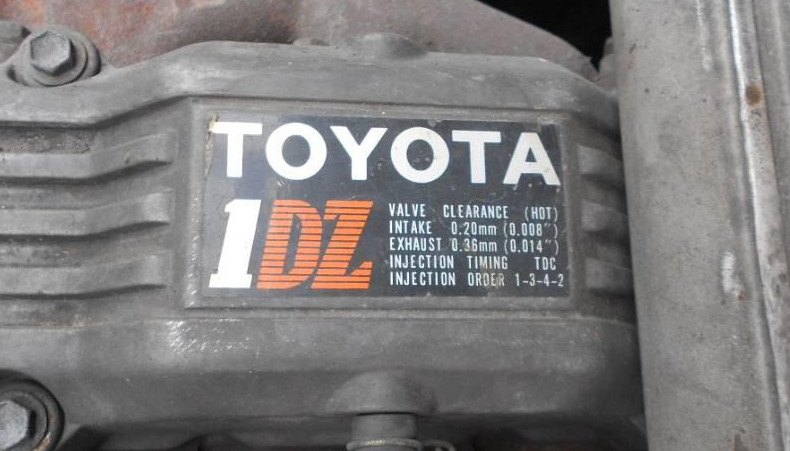 TOYOTA
1DZ
VALVE CLEARANCE (HOT)
INTAKE 0.20mm (0.008")
EXHAUST 0.36mm (0.014")
INJECTION TIMING TDC
INJECTION ORDER 1-3-4-2